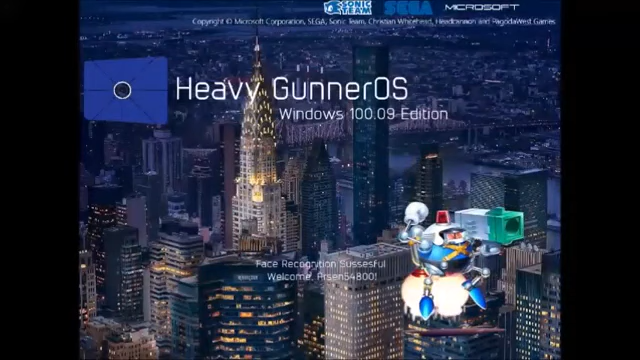 SONIC TEAM SEGA MICROSOFT
Copyright © Microsoft Corporation, SEGA, Sonic Team, Christian Whitehead, Headcannon and PagodaWest Games
Heavy GunnerOS
Windows 100.09 Edition
Face Recognition Sussesful
Welcome, Prsen54800!